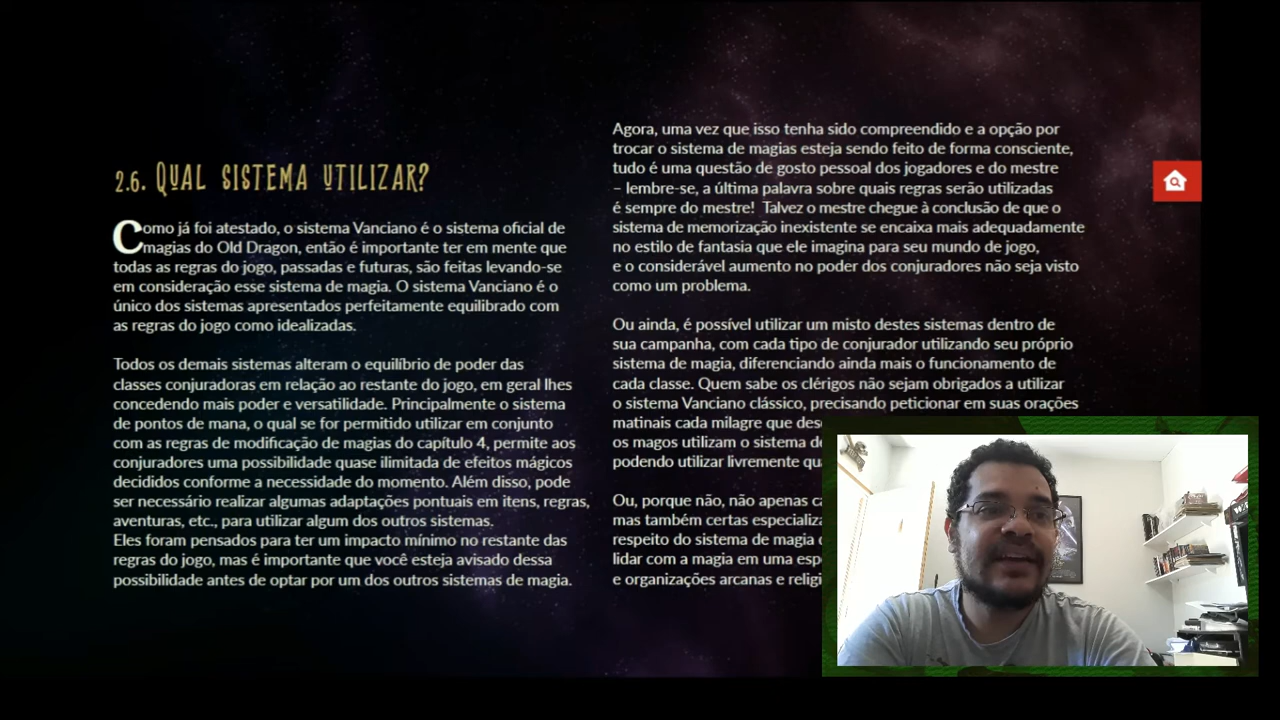 2.6. QUAL SISTEMA UTILIZAR?
Como já foi atestado, o sistema Vanciano é o sistema oficial de
magias do Old Dragon, então é importante ter em mente que
todas as regras do jogo, passadas e futuras, são feitas levando-se
em consideração esse sistema de magia. O sistema Vanciano é o
único dos sistemas apresentados perfeitamente equilibrado com
as regras do jogo como idealizadas.
Todos os demais sistemas alteram o equilíbrio de poder das
classes conjuradoras em relação ao restante do jogo, em geral lhes
concedendo mais poder e versatilidade. Principalmente o sistema
de pontos de mana, o qual se for permitido utilizar em conjunto
com as regras de modificação de magias do capítulo 4, permite aos
conjuradores uma possibilidade quase ilimitada de efeitos mágicos
decididos conforme a necessidade do momento. Além disso, pode
ser necessário realizar algumas adaptações pontuais em itens, regras,
aventuras, etc., para utilizar algum dos outros sistemas.
Eles foram pensados para ter um impacto mínimo no restante das
regras do jogo, mas é importante que você esteja avisado dessa
possibilidade antes de optar por um dos outros sistemas de magia.
Agora, uma vez que isso tenha sido compreendido e a opção por
trocar o sistema de magias esteja sendo feito de forma consciente,
tudo é uma questão de gosto pessoal dos jogadores e do mestre
– lembre-se, a última palavra sobre quais regras serão utilizadas
é sempre do mestre! Talvez o mestre chegue à conclusão de que o
sistema de memorização inexistente se encaixa mais adequadamente
no estilo de fantasia que ele imagina para seu mundo de jogo,
e o considerável aumento no poder dos conjuradores não seja visto
como um problema.
Ou ainda, é possível utilizar um misto destes sistemas dentro de
sua campanha, com cada tipo de conjurador utilizando seu próprio
sistema de magia, diferenciando ainda mais o funcionamento de
cada classe. Quem sabe os clérigos não sejam obrigados a utilizar
o sistema Vanciano clássico, precisando peticionar em suas orações
matinais cada milagre que
os magos utilizam o sistema
podendo utilizar livremente
Ou, porque não, não apenas
mas também certas
respeito do sistema de magia
lidar com a magia em uma
e organizações arcanas e